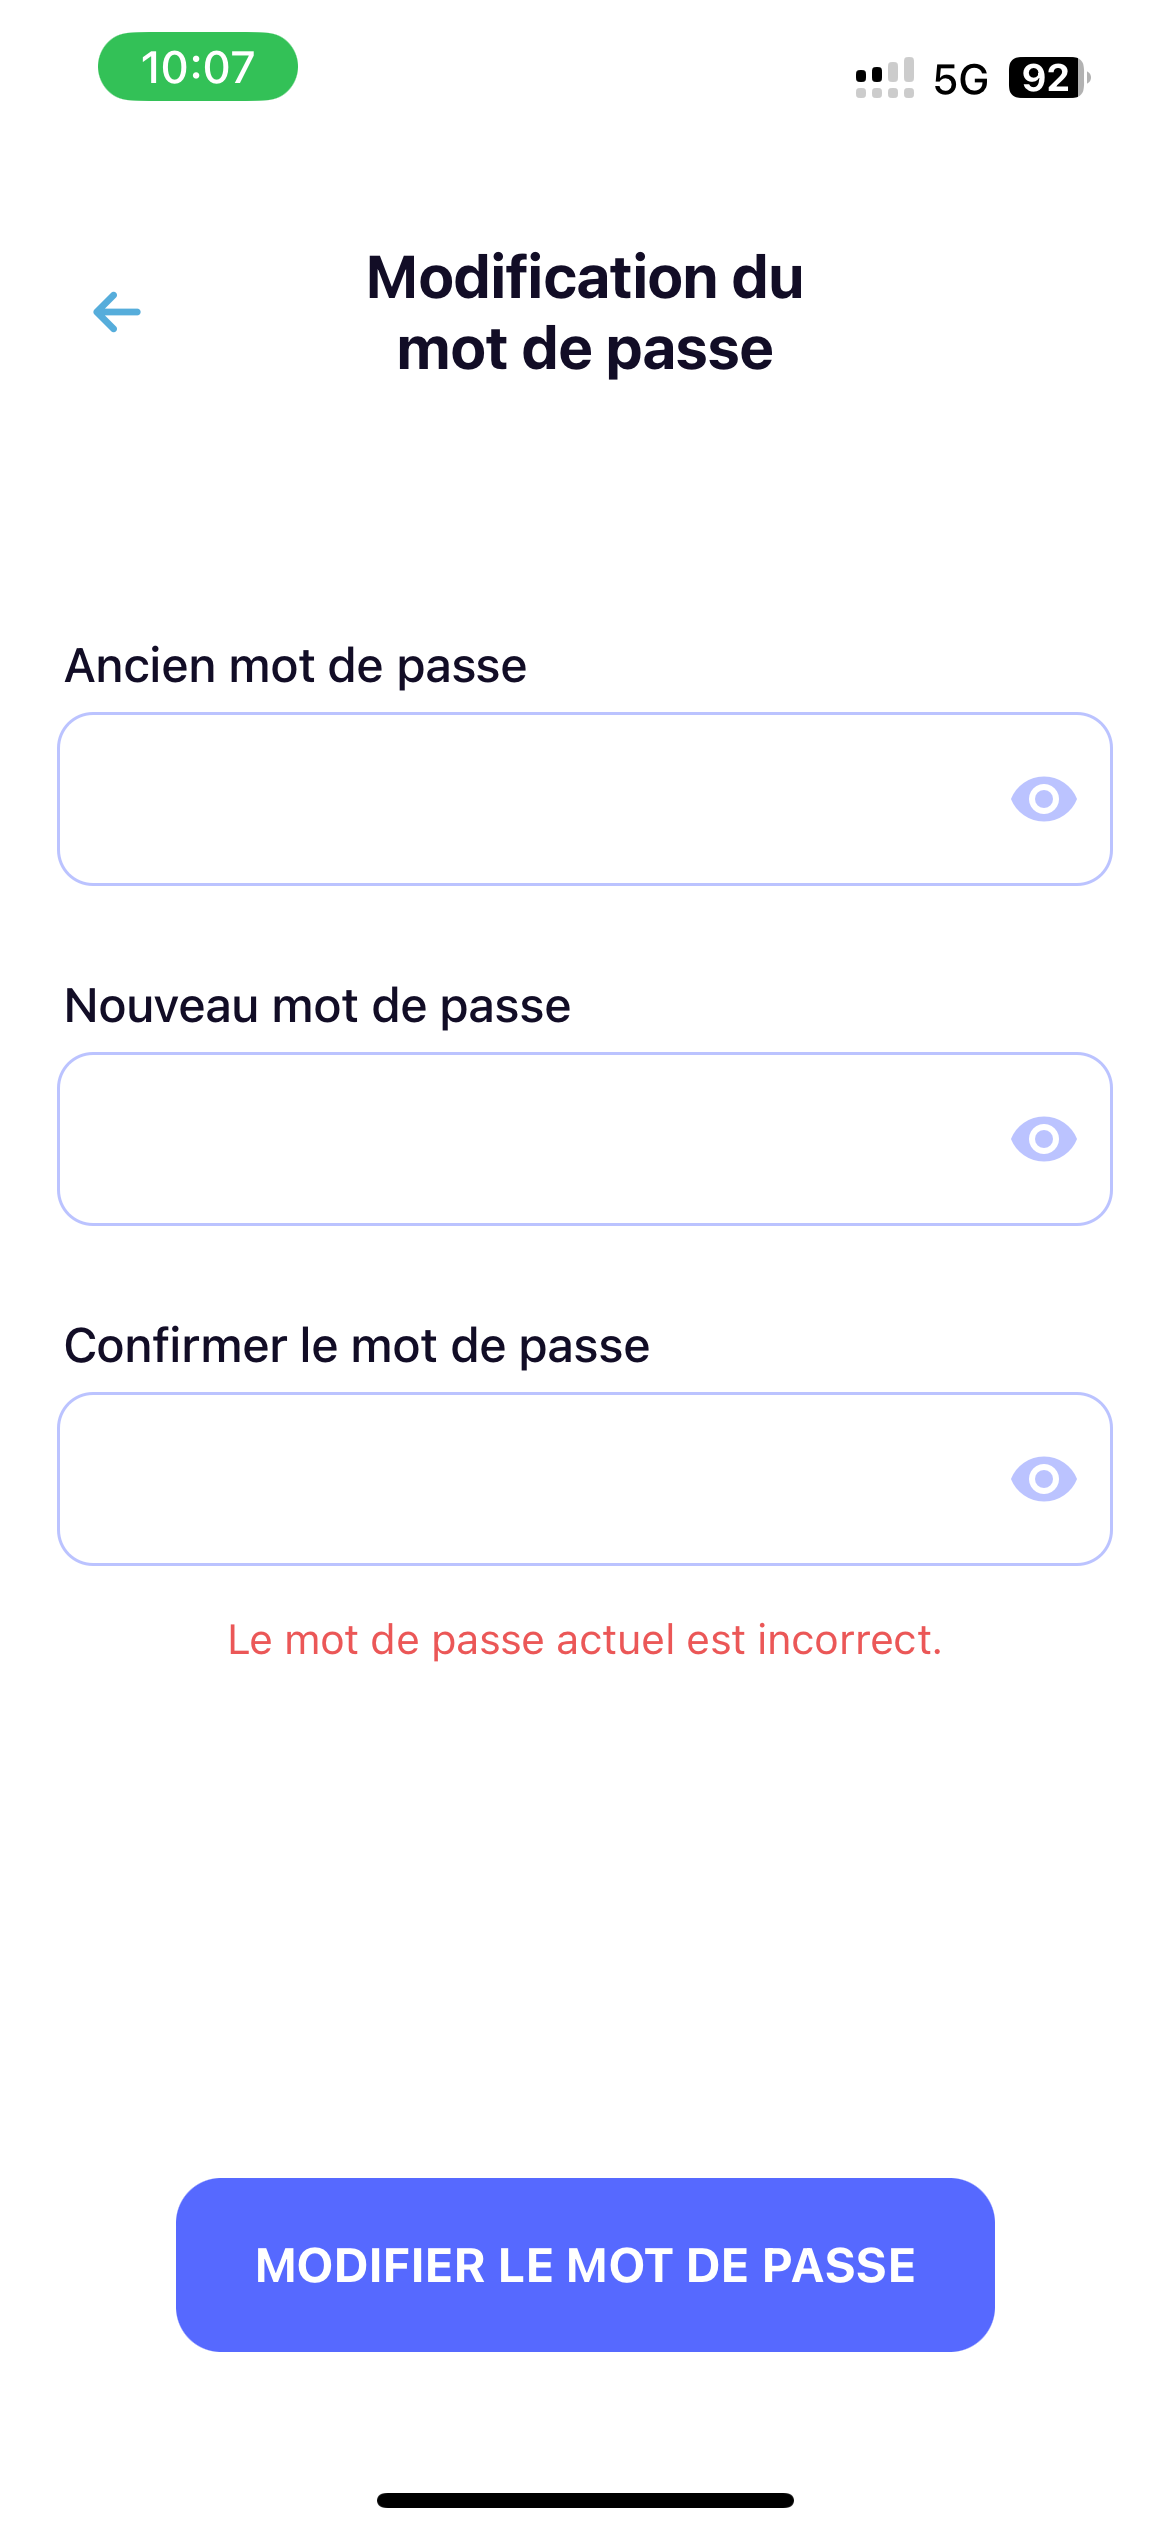 10:07
5G 92
Modification du
mot de passe
Ancien mot de passe
Nouveau mot de passe
Confirmer le mot de passe
Le mot de passe actuel est incorrect.
MODIFIER LE MOT DE PASSE